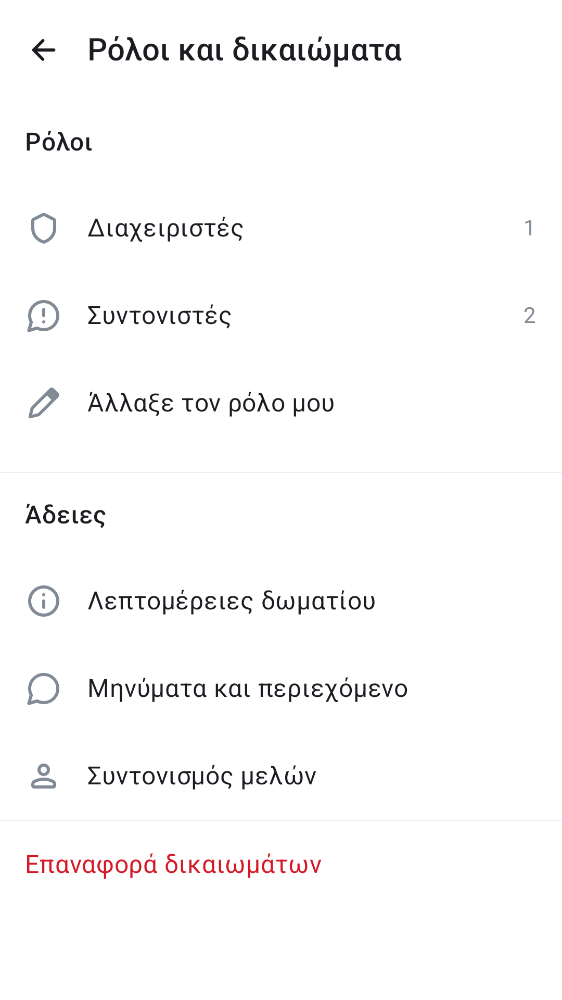 Ρόλοι και δικαιώματα
Ρόλοι
Διαχειριστές 1
Συντονιστές 2
Άλλαξε τον ρόλο μου
Άδειες
Λεπτομέρειες δωματίου
Μηνύματα και περιεχόμενο
Συντονισμός μελών
Επαναφορά δικαιωμάτων